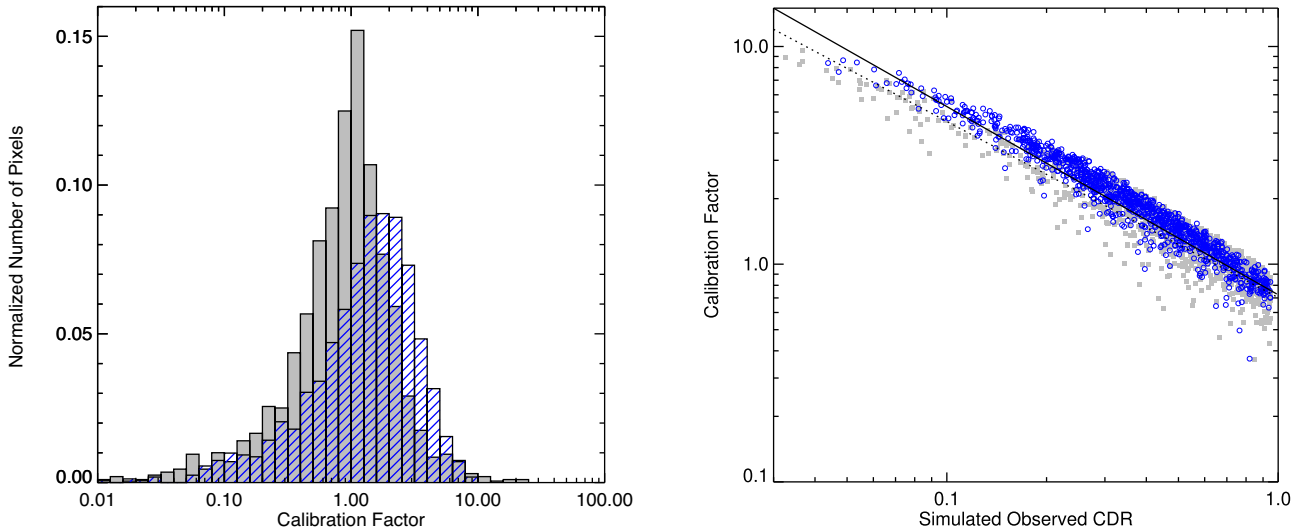 0.15
0.10
0.05
0.00
Normalized Number of Pixels
0.01 0.10 1.00 10.00 100.00
Calibration Factor
10.0
1.0
0.1
Calibration Factor
0.1 1.0
Simulated Observed CDR